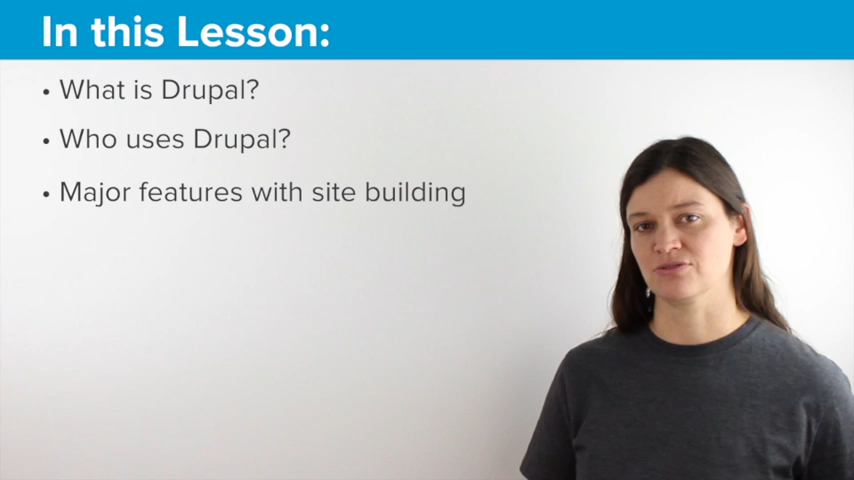 In this Lesson:
• What is Drupal?
• Who uses Drupal?
• Major features with site building